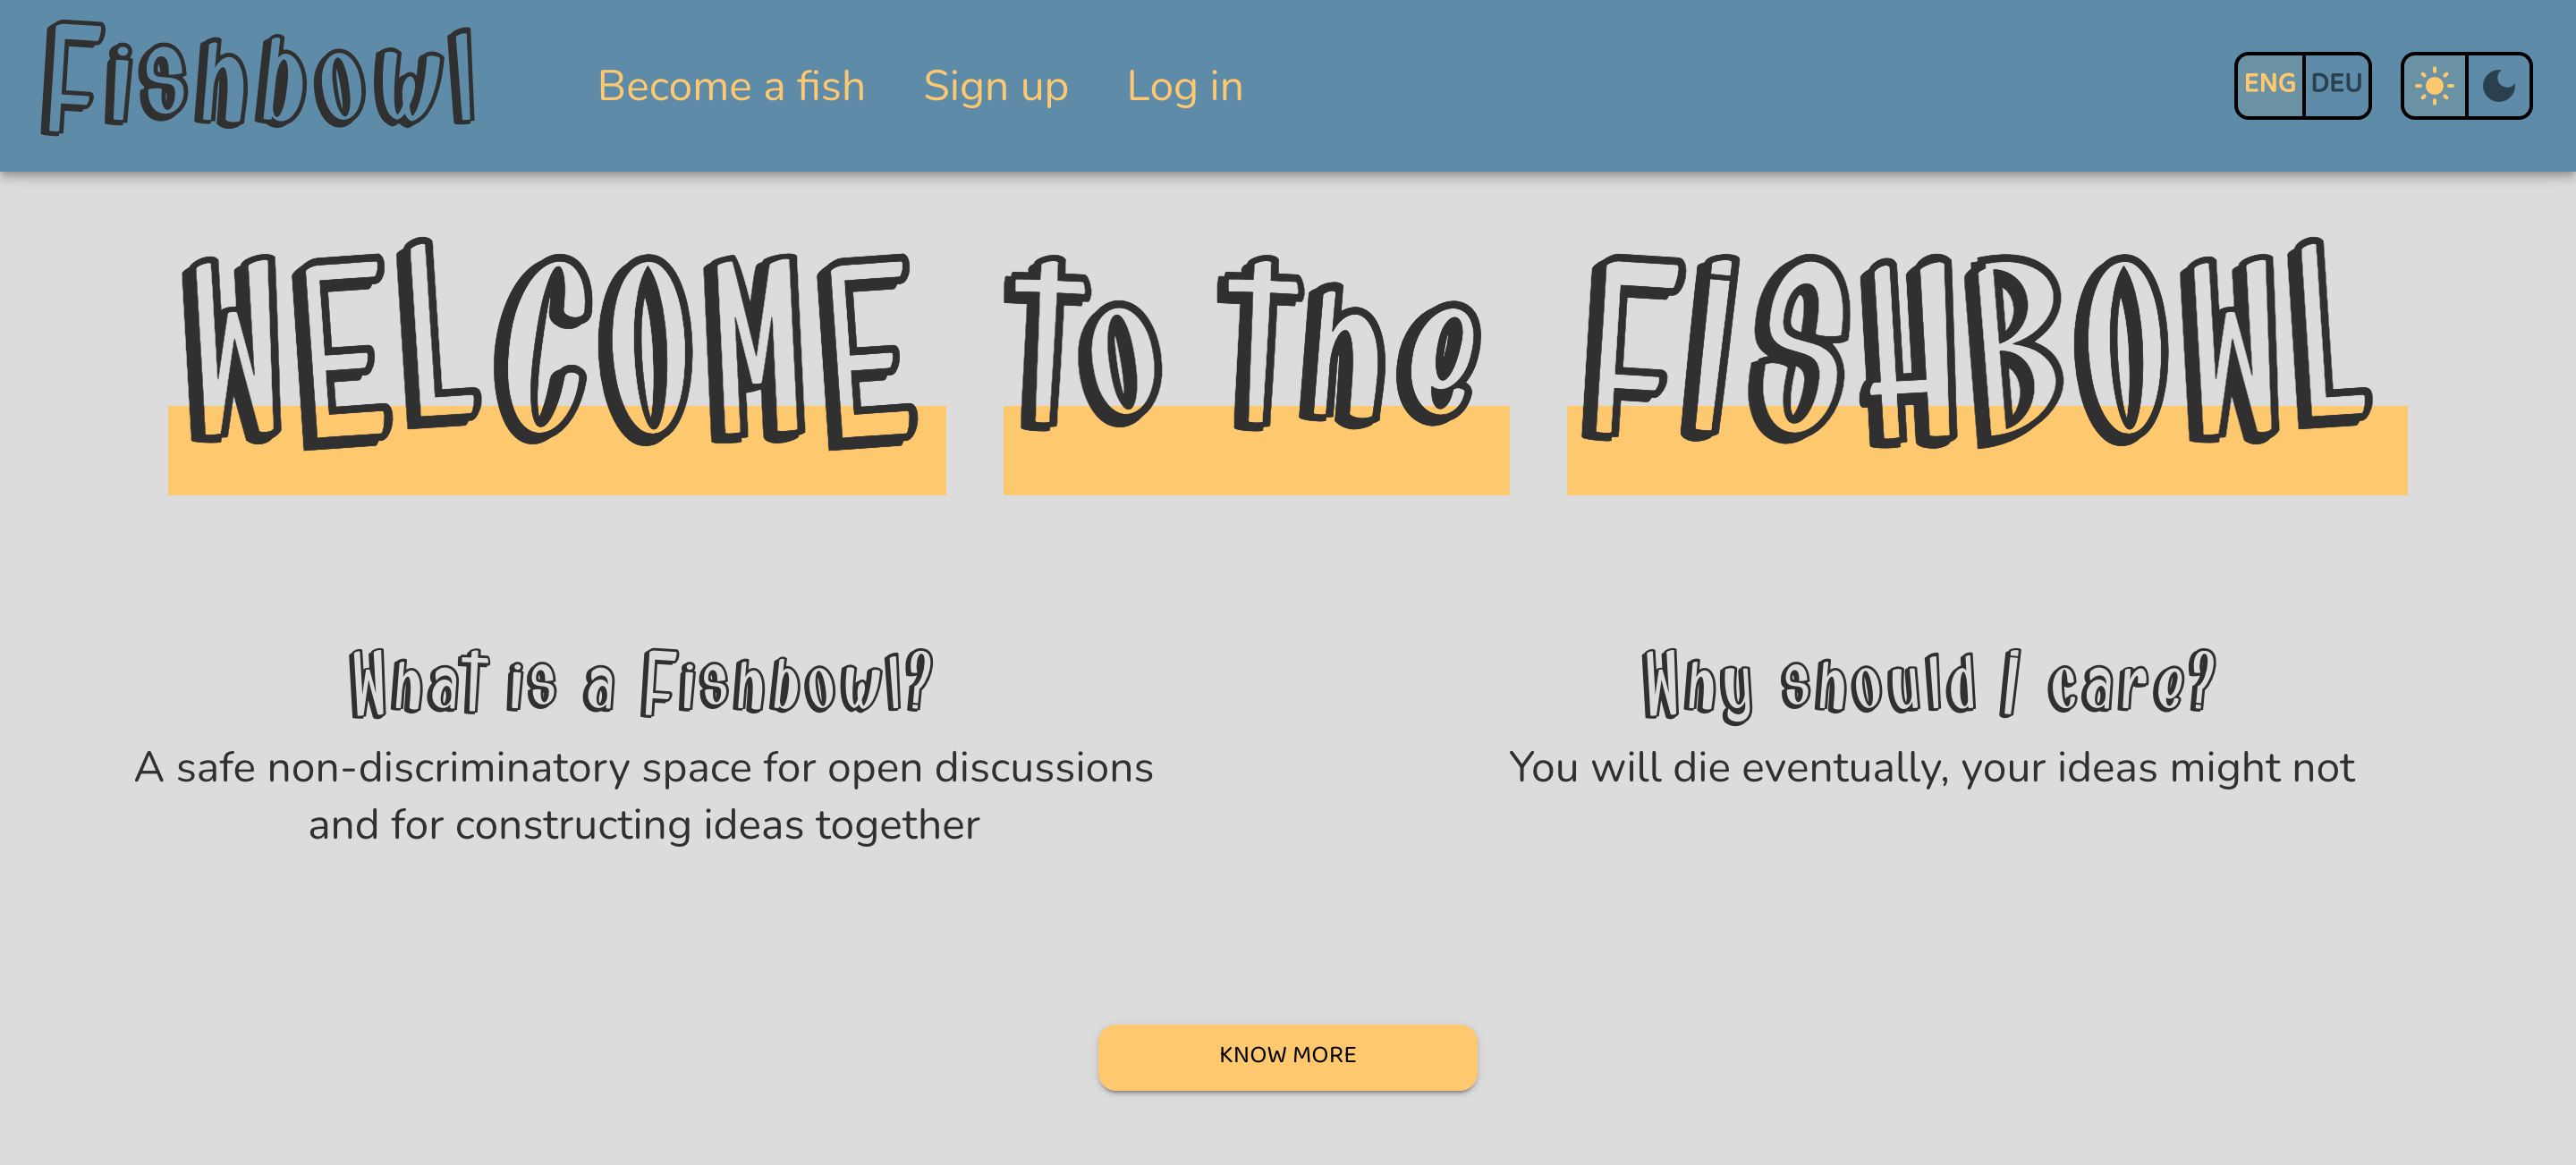 Fishbowl
Become a fish
Sign up
Log in
ENG
DEU
WELCOME to the FISHBOWL
What is a Fishbowl?
A safe non-discriminatory space for open discussions
and for constructing ideas together
Why should I care?
You will die eventually, your ideas might not
KNOW MORE